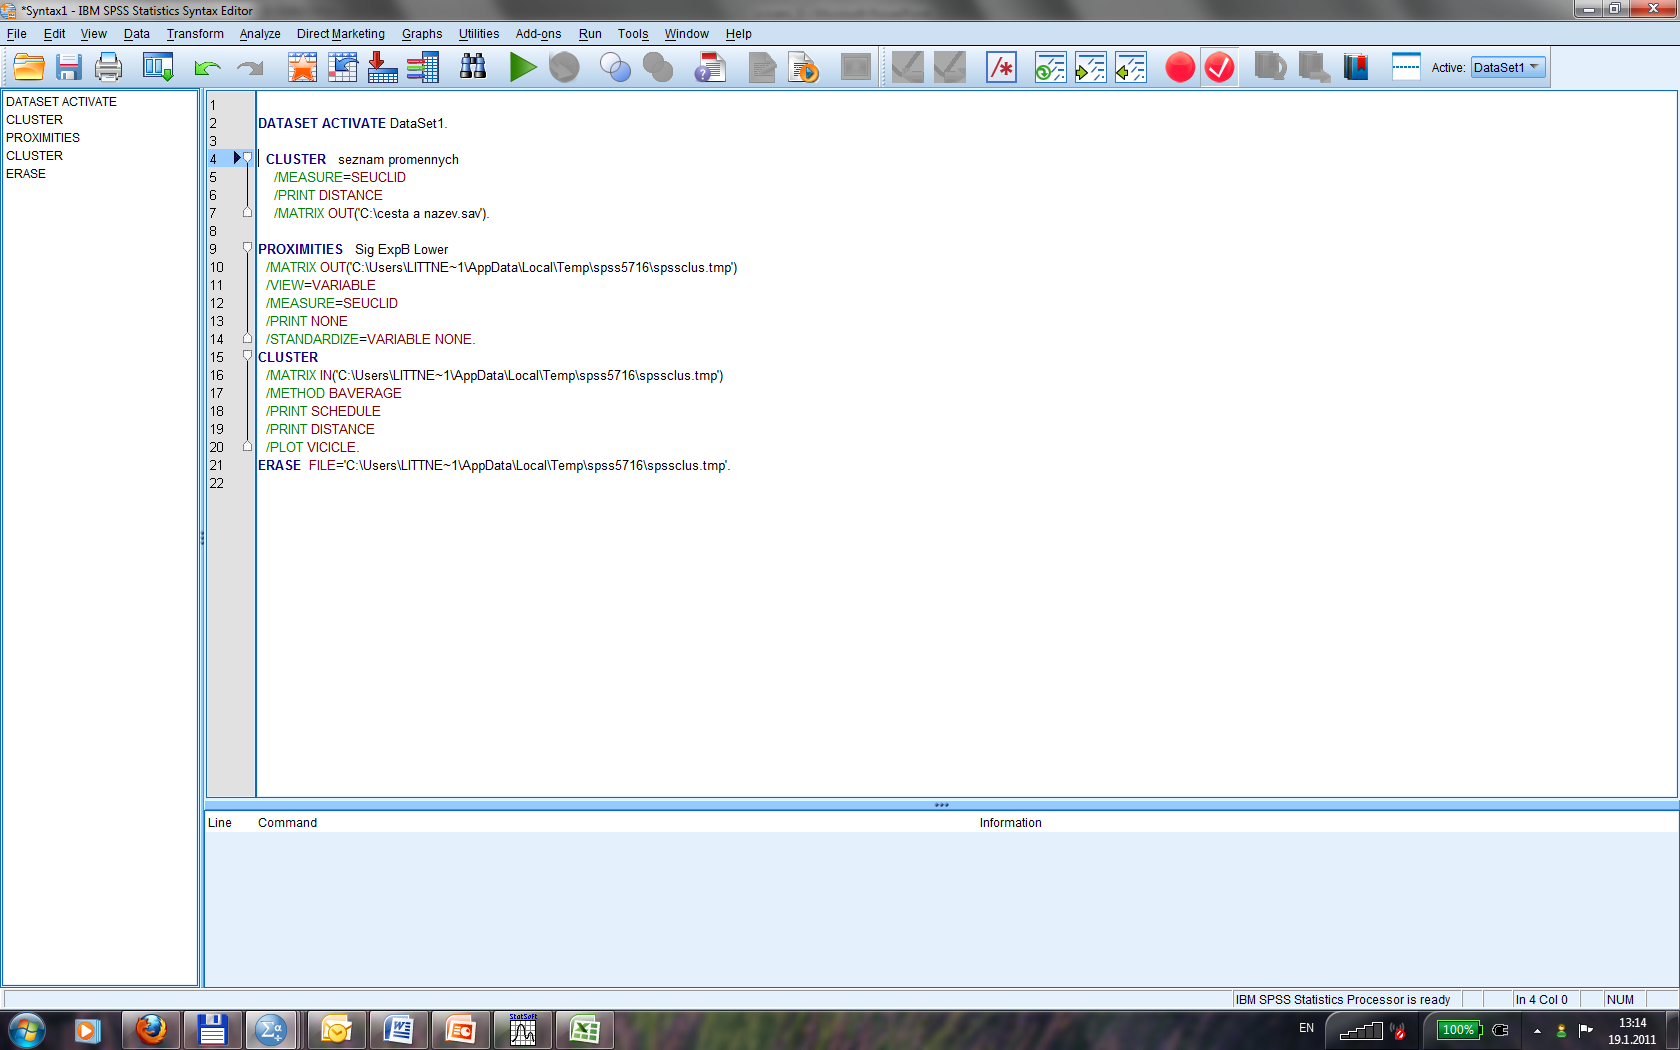 *Syntax1 - IBM SPSS Statistics Syntax Editor
File Edit View Data Transform Analyze Direct Marketing Graphs Utilities Add-ons Run Tools Window Help
Active: DataSet1
DATASET ACTIVATE
CLUSTER
PROXIMITIES
CLUSTER
ERASE
1
2 DATASET ACTIVATE DataSet1.
3
4 CLUSTER seznam promennych
5 /MEASURE=SEUCLID
6 /PRINT DISTANCE
7 /MATRIX OUT('C:\cesta a nazev.sav').
8
9 PROXIMITIES Sig ExpB Lower
10 /MATRIX OUT('C:\Users\LITTNE~1\AppData\Local\Temp\spss5716\spssclus.tmp')
11 /VIEW=VARIABLE
12 /MEASURE=SEUCLID
13 /PRINT NONE
14 /STANDARDIZE=VARIABLE NONE.
15 CLUSTER
16 /MATRIX IN('C:\Users\LITTNE~1\AppData\Local\Temp\spss5716\spssclus.tmp')
17 /METHOD BAVERAGE
18 /PRINT SCHEDULE
19 /PRINT DISTANCE
20 /PLOT VICICLE.
21 ERASE FILE='C:\Users\LITTNE~1\AppData\Local\Temp\spss5716\spssclus.tmp'.
22
Line Command Information
IBM SPSS Statistics Processor is ready In 4 Col 0 NUM
StatSoft
EN 100% 13:14
19.1.2011